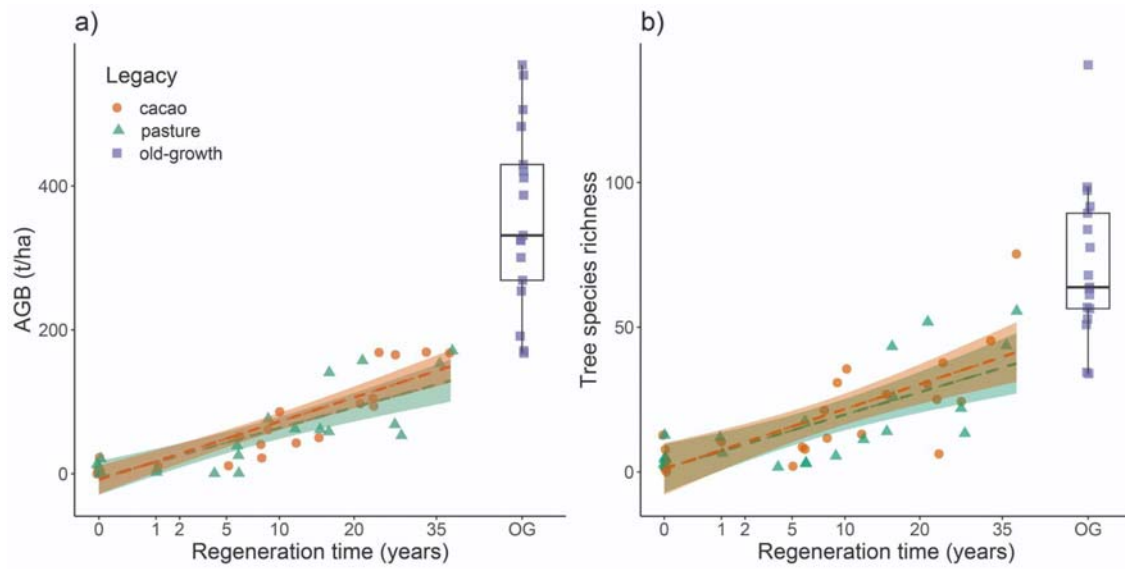 a)
Legacy
cacao
pasture
old-growth
AGB (t/ha)
400
200
0
0 1 2 5 10 20 35 OG
Regeneration time (years)
b)
Tree species richness
100
50
0
0 1 2 5 10 20 35 OG
Regeneration time (years)